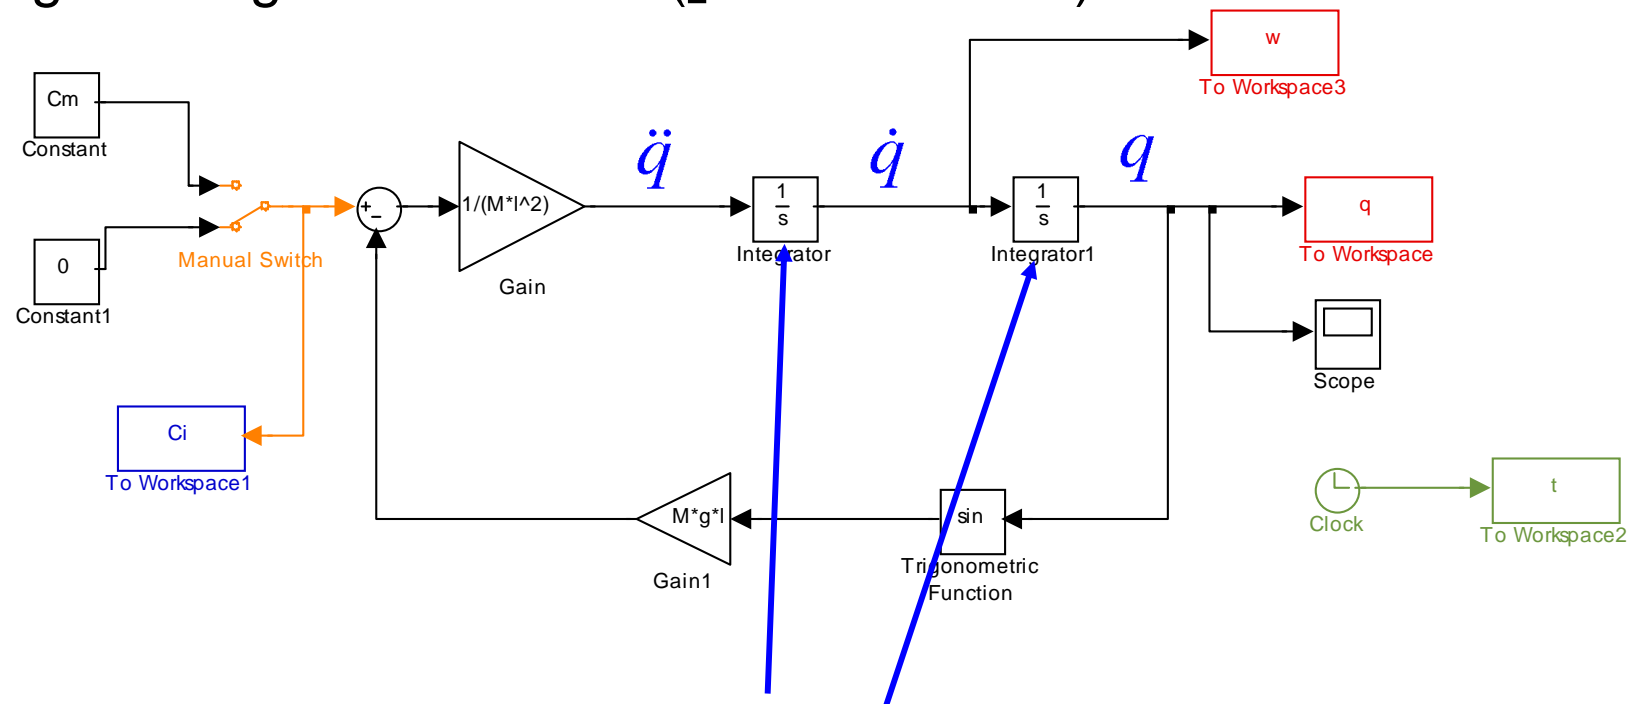 w
To Workspace3
Cm
Constant
q̈
q̇
q
+
−
1/(M*l^2)
Gain
1
s
Integrator
1
s
Integrator1
q
To Workspace
Manual Switch
0
Constant1
Scope
Ci
To Workspace1
M*g*l
Gain1
sin
Trigonometric
Function
Clock
t
To Workspace2